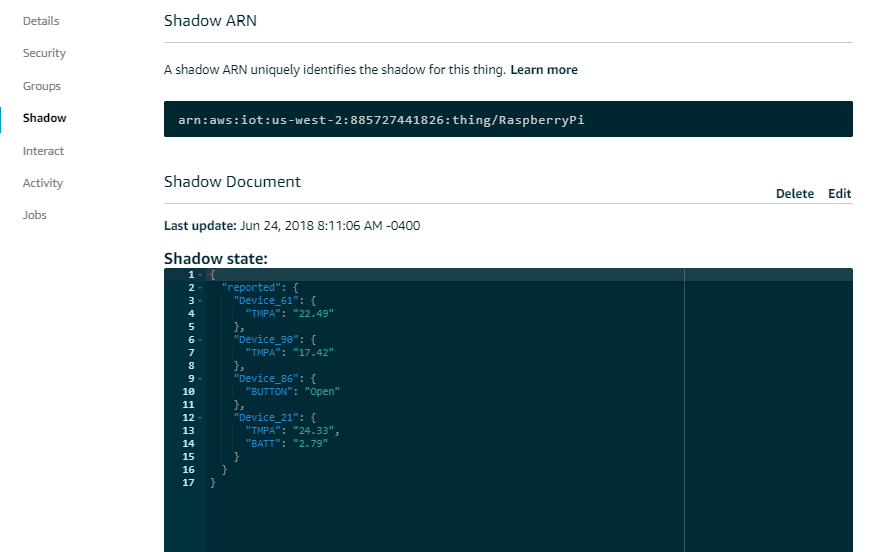 Details
Security
Groups
Shadow
Interact
Activity
Jobs
Shadow ARN
A shadow ARN uniquely identifies the shadow for this thing. Learn more
arn:aws:iot:us-west-2:885727441826:thing/RaspberryPi
Shadow Document
Delete Edit
Last update: Jun 24, 2018 8:11:06 AM -0400
Shadow state:
1 {
2 "reported": {
3 "Device_61": {
4 "TMPA": "22.49"
5 },
6 "Device_90": {
7 "TMPA": "17.42"
8 },
9 "Device_86": {
10 "BUTTON": "Open"
11 },
12 "Device_21": {
13 "TMPA": "24.33",
14 "BATT": "2.79"
15 }
16 }
17 }